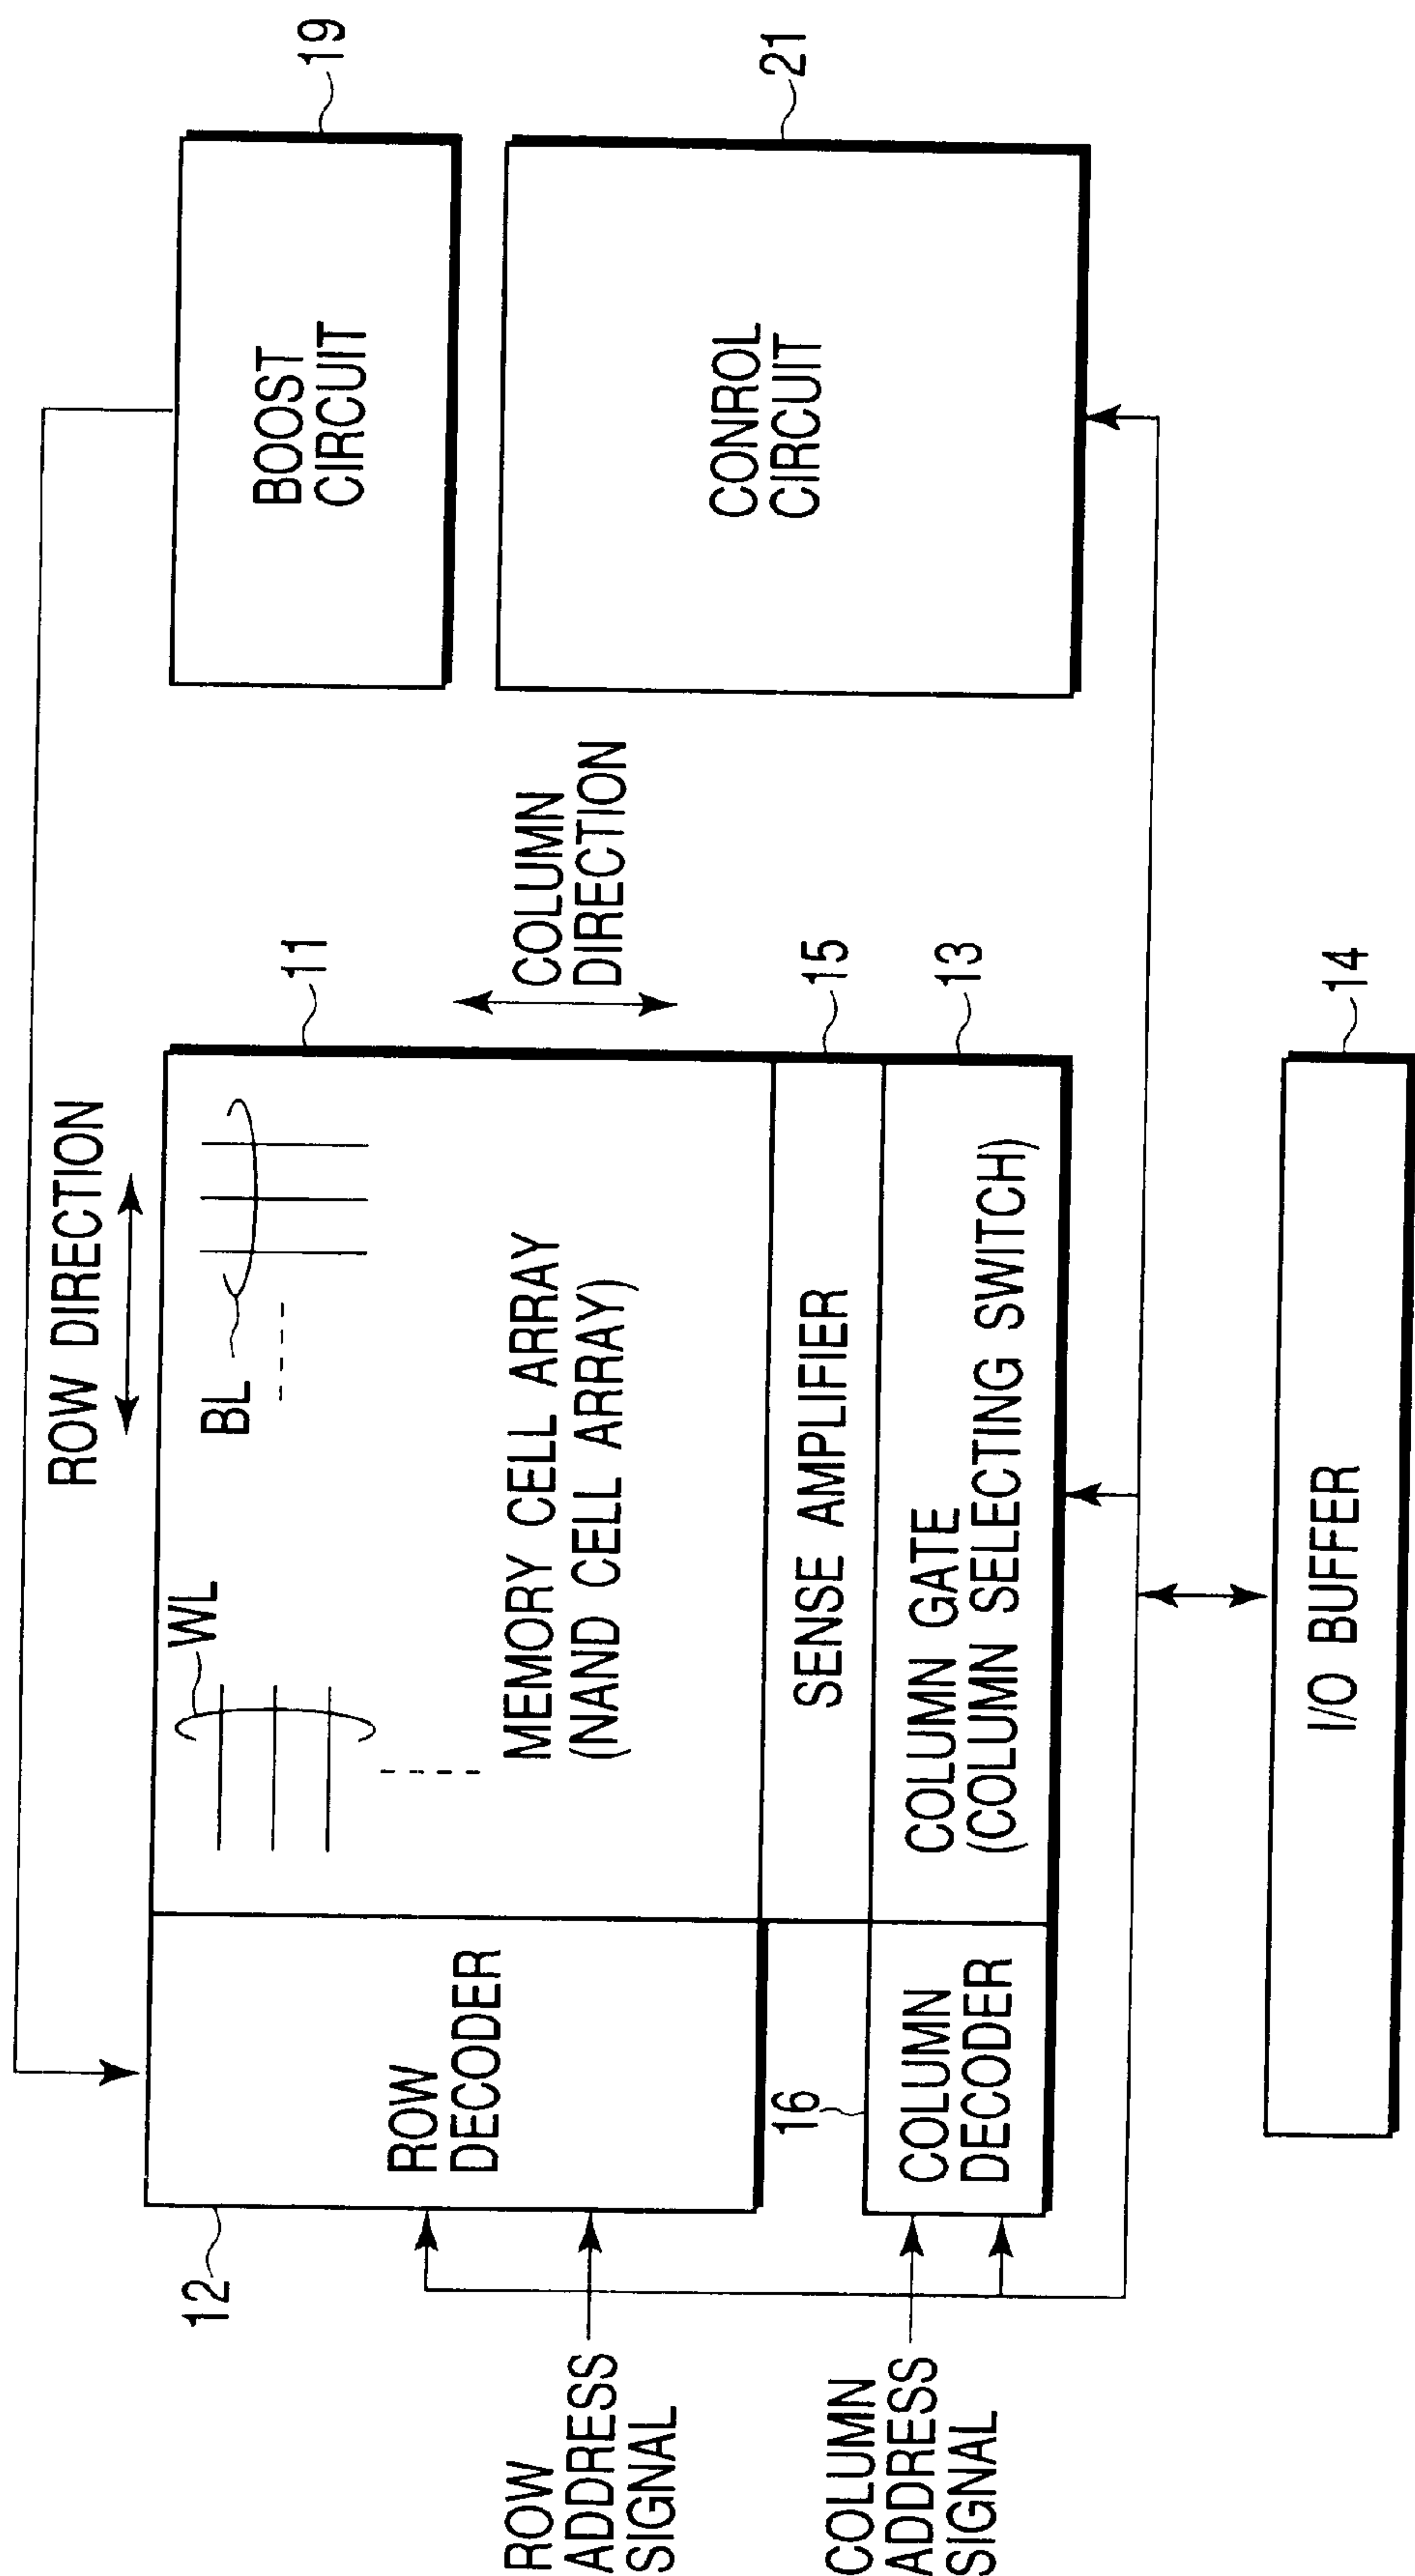 ROW DIRECTION
WL
BL
11
19
BOOST
CIRCUIT
12
ROW
DECODER
MEMORY CELL ARRAY
(NAND CELL ARRAY)
COLUMN
DIRECTION
21
CONROL
CIRCUIT
ROW
ADDRESS
SIGNAL
16
SENSE AMPLIFIER
15
COLUMN
ADDRESS
SIGNAL
COLUMN
DECODER
COLUMN GATE
(COLUMN SELECTING SWITCH)
13
I/O BUFFER
14